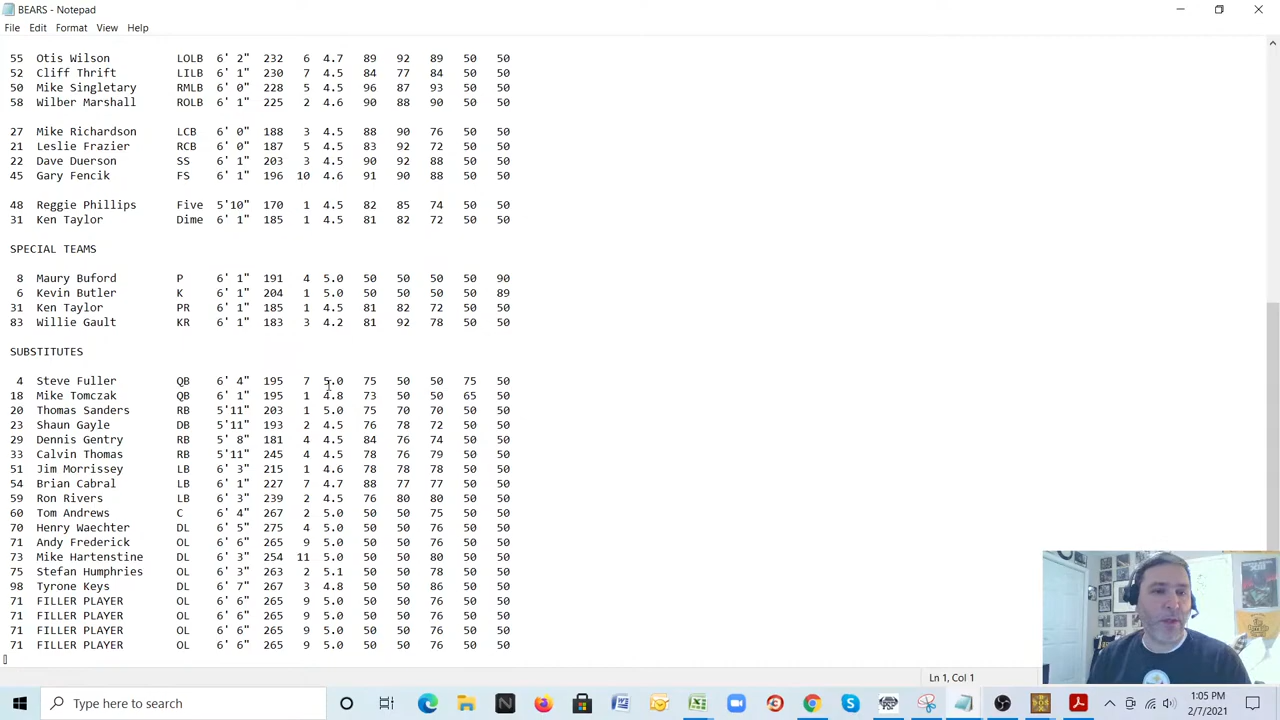 BEARS - Notepad
File Edit Format View Help
55 Otis Wilson LOLB 6' 2" 232 6 4.7 89 92 89 50 50
52 Cliff Thrift LILB 6' 1" 230 7 4.5 84 77 84 50 50
50 Mike Singletary RMLB 6' 0" 228 5 4.5 96 87 93 50 50
58 Wilber Marshall ROLB 6' 1" 225 2 4.6 90 88 90 50 50
27 Mike Richardson LCB 6' 0" 188 3 4.5 88 90 76 50 50
21 Leslie Frazier RCB 6' 0" 187 5 4.5 83 92 72 50 50
22 Dave Duerson SS 6' 1" 203 3 4.5 90 92 88 50 50
45 Gary Fencik FS 6' 1" 196 10 4.6 91 90 88 50 50
48 Reggie Phillips Five 5'10" 170 1 4.5 82 85 74 50 50
31 Ken Taylor Dime 6' 1" 185 1 4.5 81 82 72 50 50
SPECIAL TEAMS
8 Maury Buford P 6' 1" 191 4 5.0 50 50 50 50 90
6 Kevin Butler K 6' 1" 204 1 5.0 50 50 50 50 89
31 Ken Taylor PR 6' 1" 185 1 4.5 81 82 72 50 50
83 Willie Gault KR 6' 1" 183 3 4.2 81 92 78 50 50
SUBSTITUTES
4 Steve Fuller QB 6' 4" 195 7 5.0 75 50 50 75 50
18 Mike Tomczak QB 6' 1" 195 1 4.8 73 50 50 65 50
20 Thomas Sanders RB 5'11" 203 1 5.0 75 70 70 50 50
23 Shaun Gayle DB 5'11" 193 2 4.5 76 78 72 50 50
29 Dennis Gentry RB 5' 8" 181 4 4.5 84 76 74 50 50
33 Calvin Thomas RB 5'11" 245 4 4.5 78 76 79 50 50
51 Jim Morrissey LB 6' 3" 215 1 4.6 78 78 78 50 50
54 Brian Cabral LB 6' 1" 227 7 4.7 88 77 77 50 50
59 Ron Rivers LB 6' 3" 239 2 4.5 76 80 80 50 50
60 Tom Andrews C 6' 4" 267 2 5.0 50 50 75 50 50
70 Henry Waechter DL 6' 5" 275 4 5.0 50 50 76 50 50
71 Andy Frederick OL 6' 6" 265 9 5.0 50 50 76 50 50
73 Mike Hartenstine DL 6' 3" 254 11 5.0 50 50 80 50 50
75 Stefan Humphries OL 6' 3" 263 2 5.1 50 50 78 50 50
98 Tyrone Keys DL 6' 7" 267 3 4.8 50 50 86 50 50
71 FILLER PLAYER OL 6' 6" 265 9 5.0 50 50 76 50 50
71 FILLER PLAYER OL 6' 6" 265 9 5.0 50 50 76 50 50
71 FILLER PLAYER OL 6' 6" 265 9 5.0 50 50 76 50 50
71 FILLER PLAYER OL 6' 6" 265 9 5.0 50 50 76 50 50
Ln 1, Col 1
Type here to search
1:05 PM
2/7/2021